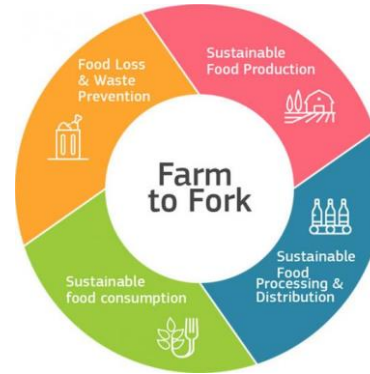 Food Loss
& Waste
Prevention
Sustainable
Food Production
Farm
to Fork
Sustainable
Food
Processing &
Distribution
Sustainable
food consumption